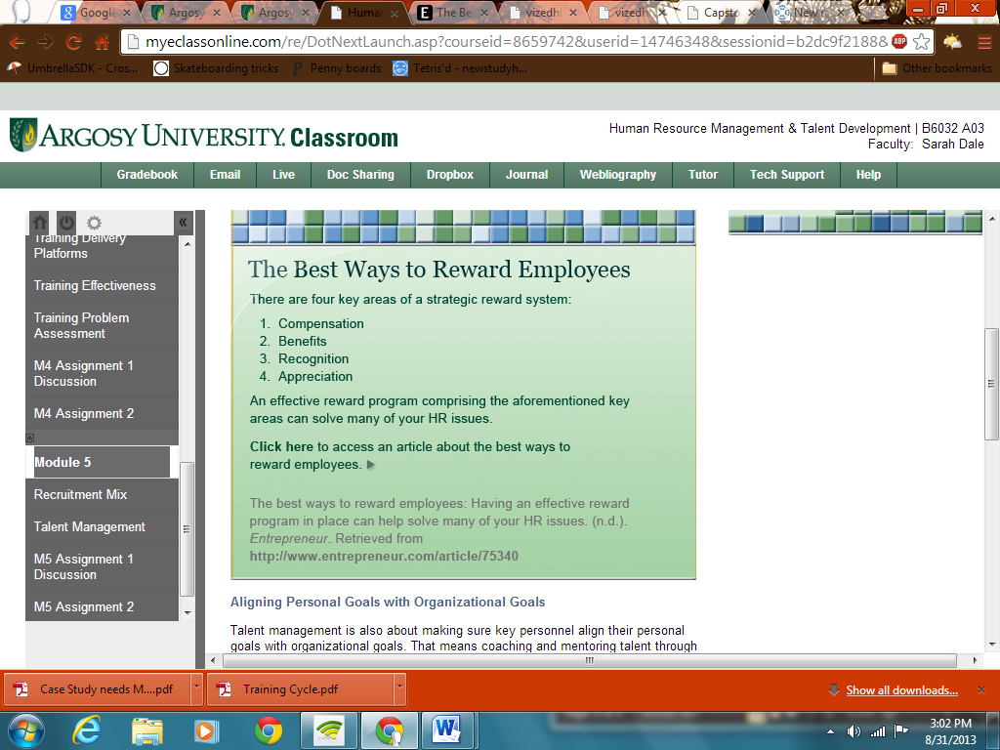 Google
Argosy
Argosy
Huma
The Be
vizedh
vizedh
Capsto
New
myeclassonline.com/re/DotNextLaunch.asp?courseid=8659742&userid=14746348&sessionid=b2dc9f2188&
ABP
UmbrellaSDK - Cros... Skateboarding tricks Penny boards Tetris'd - newstudyh... Other bookmarks
ARGOSY UNIVERSITY. Classroom
Human Resource Management & Talent Development | B6032 A03
Faculty: Sarah Dale
Gradebook Email Live Doc Sharing Dropbox Journal Webliography Tutor Tech Support Help
«
Training Delivery
Platforms
Training Effectiveness
Training Problem
Assessment
M4 Assignment 1
Discussion
M4 Assignment 2
Module 5
Recruitment Mix
Talent Management
M5 Assignment 1
Discussion
M5 Assignment 2
The Best Ways to Reward Employees
There are four key areas of a strategic reward system:
1. Compensation
2. Benefits
3. Recognition
4. Appreciation
An effective reward program comprising the aforementioned key
areas can solve many of your HR issues.
Click here to access an article about the best ways to
reward employees.
The best ways to reward employees: Having an effective reward
program in place can help solve many of your HR issues. (n.d.).
Entrepreneur. Retrieved from
http://www.entrepreneur.com/article/75340
Aligning Personal Goals with Organizational Goals
Talent management is also about making sure key personnel align their personal
goals with organizational goals. That means coaching and mentoring talent through
Case Study needs M....pdf Training Cycle.pdf Show all downloads...
3:02 PM
8/31/2013